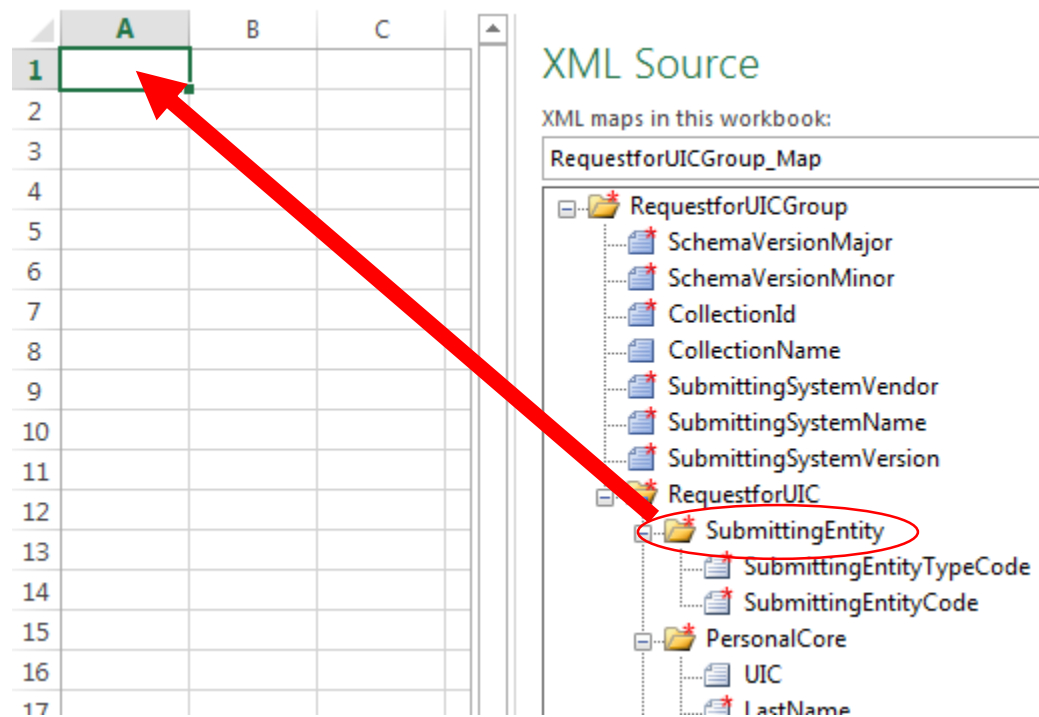 A B C
1
2
3
4
5
6
7
8
9
10
11
12
13
14
15
16
17
XML Source
XML maps in this workbook:
RequestforUICGroup_Map
RequestforUICGroup
SchemaVersionMajor
SchemaVersionMinor
CollectionId
CollectionName
SubmittingSystemVendor
SubmittingSystemName
SubmittingSystemVersion
RequestforUIC
SubmittingEntity
SubmittingEntityTypeCode
SubmittingEntityCode
PersonalCore
UIC
LastName